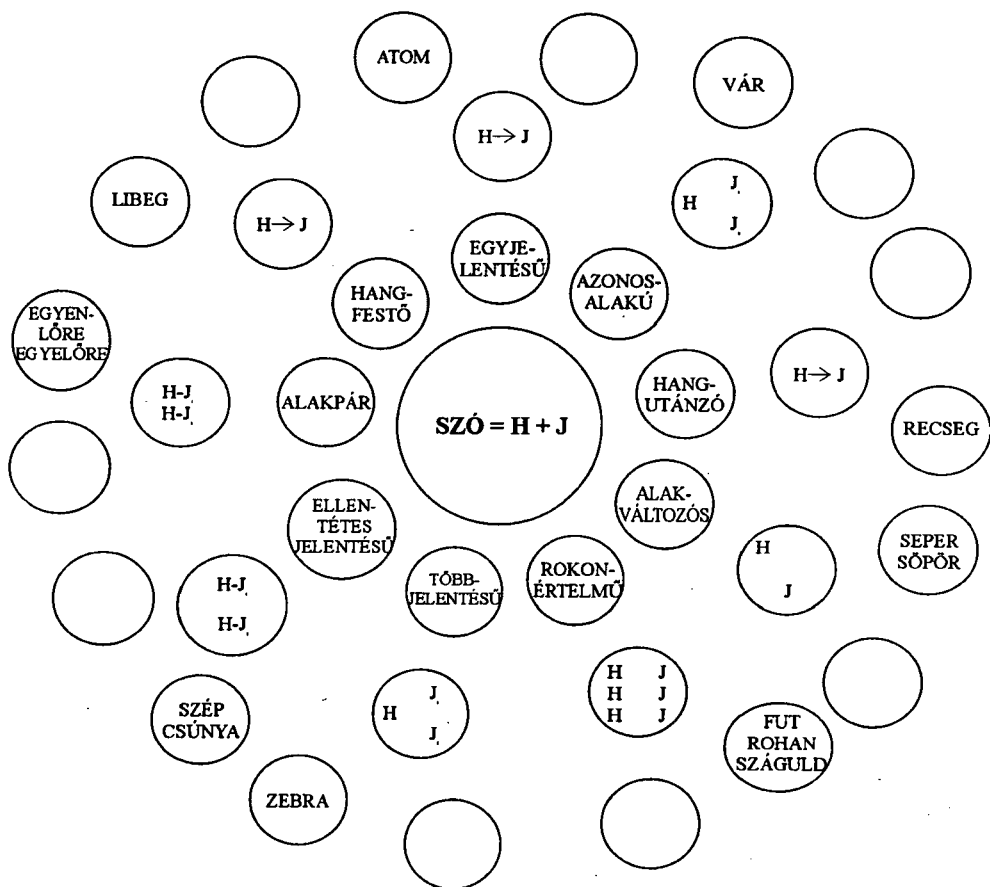 ATOM
VÁR
H→ J
LIBEG
H→ J
H J,
J,
EGYJE-
LENTÉSŰ
HANG-
FESTŐ
AZONOS-
ALAKÚ
EGYEN-
LŐRE
EGYELŐRE
H-J,
H-J,
ALAKPÁR
SZÓ = H + J
HANG-
UTÁNZÓ
H→ J
RECSEG
ELLEN-
TÉTES
JELENTÉSŰ
ALAK-
VÁLTOZÓS
H
J
SEPER
SÖPÖR
H-J,
H-J,
TÖBB-
JELENTÉSŰ
ROKON-
ÉRTELMŰ
SZÉP
CSÚNYA
H J,
J,
H J
H J
H J
FUT
ROHAN
SZÁGULD
ZEBRA